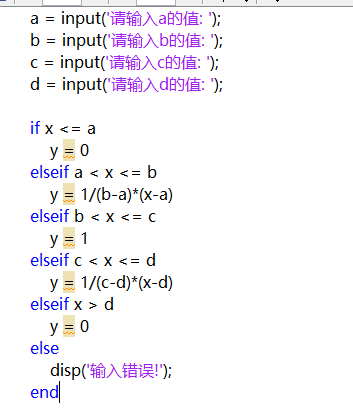 a = input('请输入a的值: ');
b = input('请输入b的值: ');
c = input('请输入c的值: ');
d = input('请输入d的值: ');
if x <= a
y = 0
elseif a < x <= b
y = 1/(b-a)*(x-a)
elseif b < x <= c
y = 1
elseif c < x <= d
y = 1/(c-d)*(x-d)
elseif x > d
y = 0
else
disp('输入错误!');
end